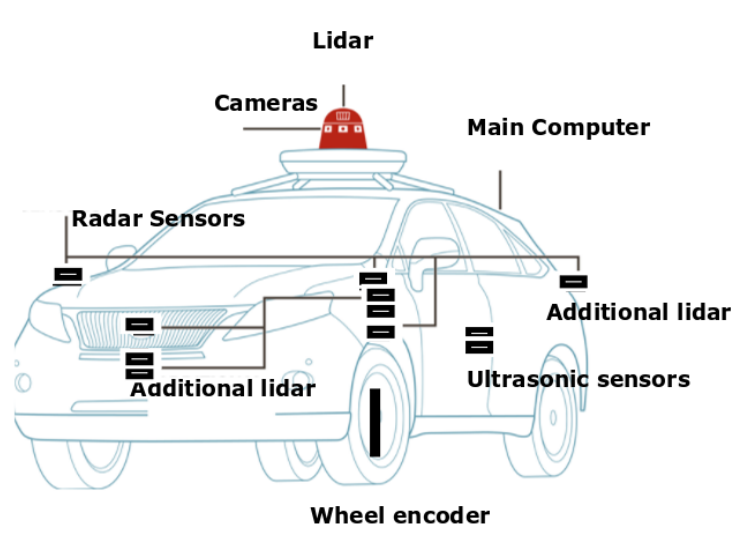 Lidar
Cameras
Main Computer
Radar Sensors
Additional lidar
Ultrasonic sensors
Additional lidar
Wheel encoder